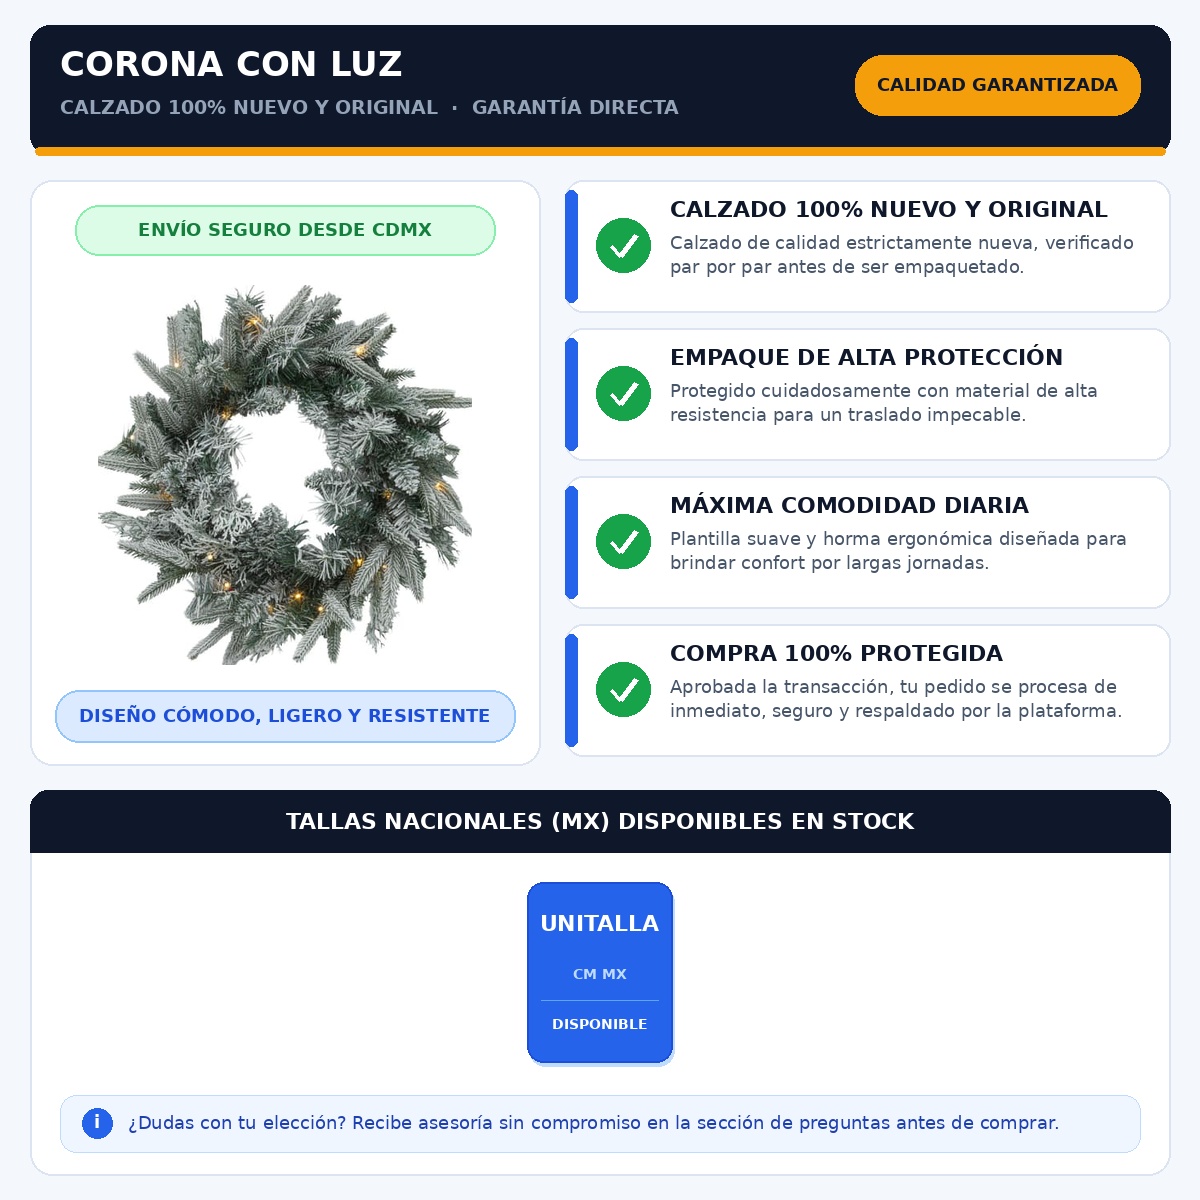 CORONA CON LUZ
CALZADO 100% NUEVO Y ORIGINAL · GARANTÍA DIRECTA
CALIDAD GARANTIZADA
ENVÍO SEGURO DESDE CDMX
DISEÑO CÓMODO, LIGERO Y RESISTENTE
CALZADO 100% NUEVO Y ORIGINAL
Calzado de calidad estrictamente nueva, verificado
par por par antes de ser empaquetado.
EMPAQUE DE ALTA PROTECCIÓN
Protegido cuidadosamente con material de alta
resistencia para un traslado impecable.
MÁXIMA COMODIDAD DIARIA
Plantilla suave y horma ergonómica diseñada para
brindar confort por largas jornadas.
COMPRA 100% PROTEGIDA
Aprobada la transacción, tu pedido se procesa de
inmediato, seguro y respaldado por la plataforma.
TALLAS NACIONALES (MX) DISPONIBLES EN STOCK
UNITALLA
CM MX
DISPONIBLE
i ¿Dudas con tu elección? Recibe asesoría sin compromiso en la sección de preguntas antes de comprar.